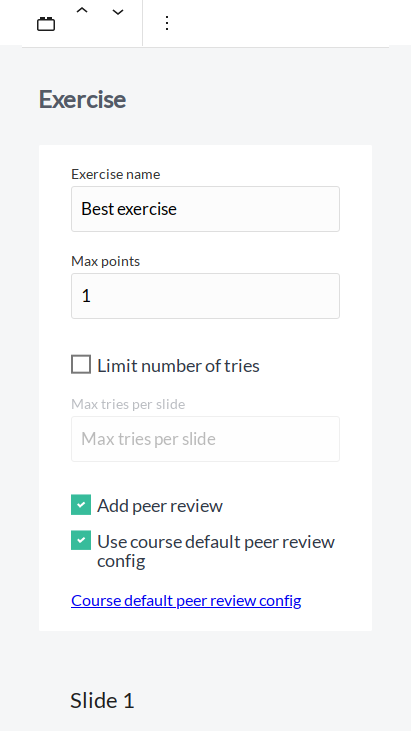 Exercise
Exercise name
Best exercise
Max points
1
Limit number of tries
Max tries per slide
Max tries per slide
Add peer review
Use course default peer review
config
Course default peer review config
Slide 1